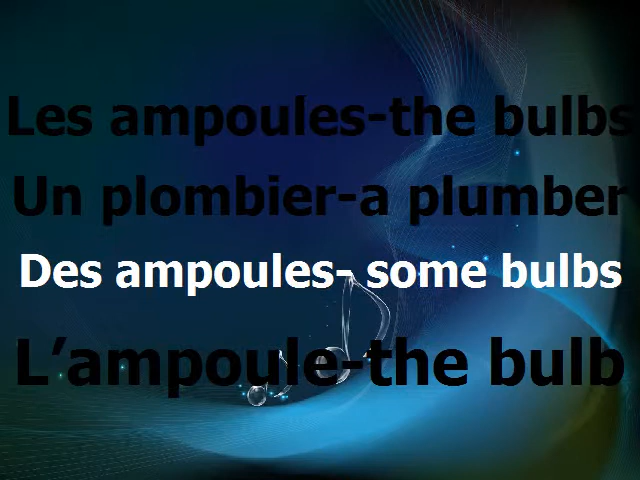 Les ampoules-the bulbs
Un plombier-a plumber
Des ampoules- some bulbs
L’ampoule-the bulb